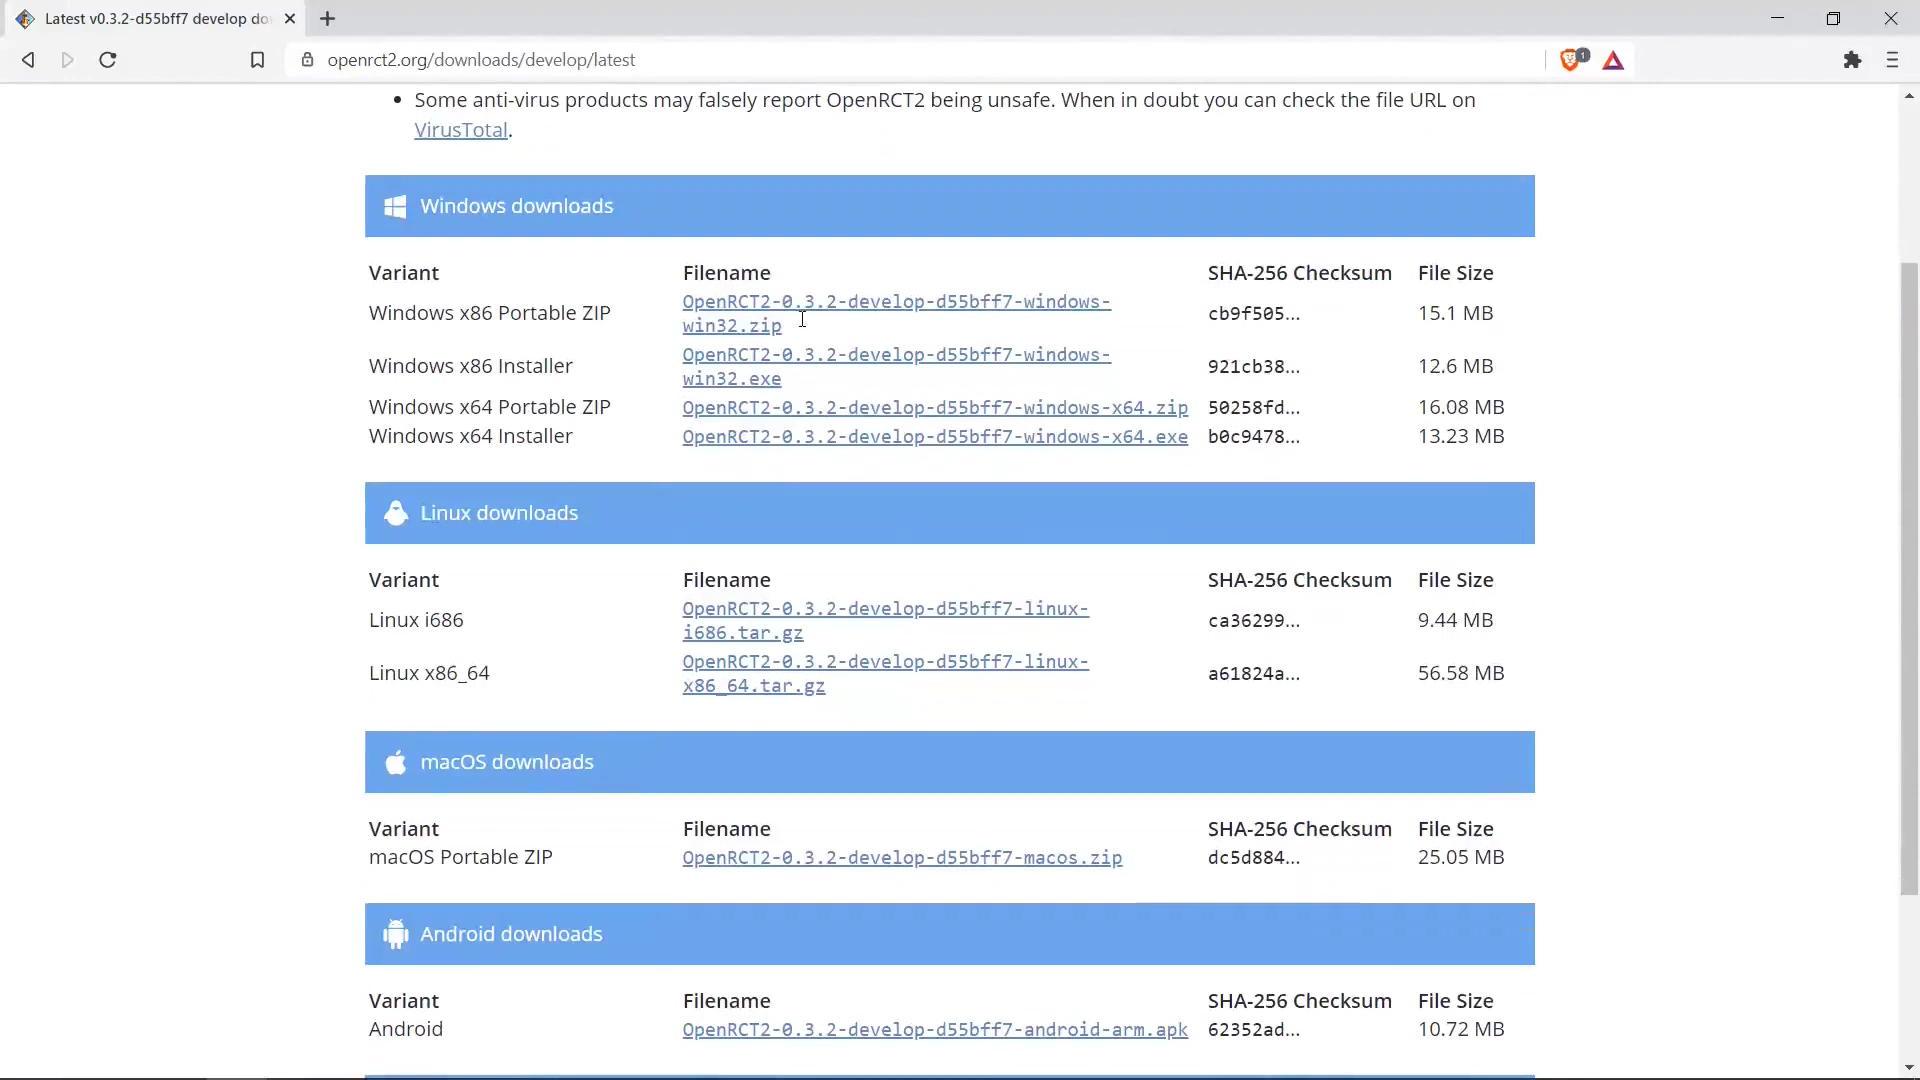 Latest v0.3.2-d55bff7 develop do
openrct2.org/downloads/develop/latest
1
• Some anti-virus products may falsely report OpenRCT2 being unsafe. When in doubt you can check the file URL on
VirusTotal.
Windows downloads
Variant Filename SHA-256 Checksum File Size
Windows x86 Portable ZIP OpenRCT2-0.3.2-develop-d55bff7-windows- cb9f505... 15.1 MB
win32.zip
Windows x86 Installer OpenRCT2-0.3.2-develop-d55bff7-windows- 921cb38... 12.6 MB
win32.exe
Windows x64 Portable ZIP OpenRCT2-0.3.2-develop-d55bff7-windows-x64.zip 50258fd... 16.08 MB
Windows x64 Installer OpenRCT2-0.3.2-develop-d55bff7-windows-x64.exe b0c9478... 13.23 MB
Linux downloads
Variant Filename SHA-256 Checksum File Size
Linux i686 OpenRCT2-0.3.2-develop-d55bff7-linux- ca36299... 9.44 MB
i686.tar.gz
Linux x86_64 OpenRCT2-0.3.2-develop-d55bff7-linux- a61824a... 56.58 MB
x86_64.tar.gz
macOS downloads
Variant Filename SHA-256 Checksum File Size
macOS Portable ZIP OpenRCT2-0.3.2-develop-d55bff7-macos.zip dc5d884... 25.05 MB
Android downloads
Variant Filename SHA-256 Checksum File Size
Android OpenRCT2-0.3.2-develop-d55bff7-android-arm.apk 62352ad... 10.72 MB